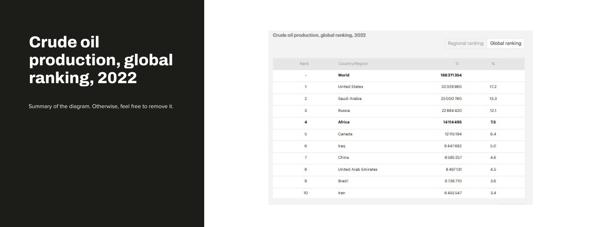 Crude oil
production, global
ranking, 2022
Summary of the diagram. Otherwise, feel free to remove it.
Crude oil production, global ranking, 2022
Regional ranking Global ranking
Rank Country/Region TJ %
- World
1 United States 17.2
2 Saudi Arabia 13.3
3 Russia 12.1
4 Africa 7.5
5 Canada 6.4
6 Iraq 5.0
7 China 4.6
8 United Arab Emirates 4.5
9 Brazil 3.6
10 Iran 3.4